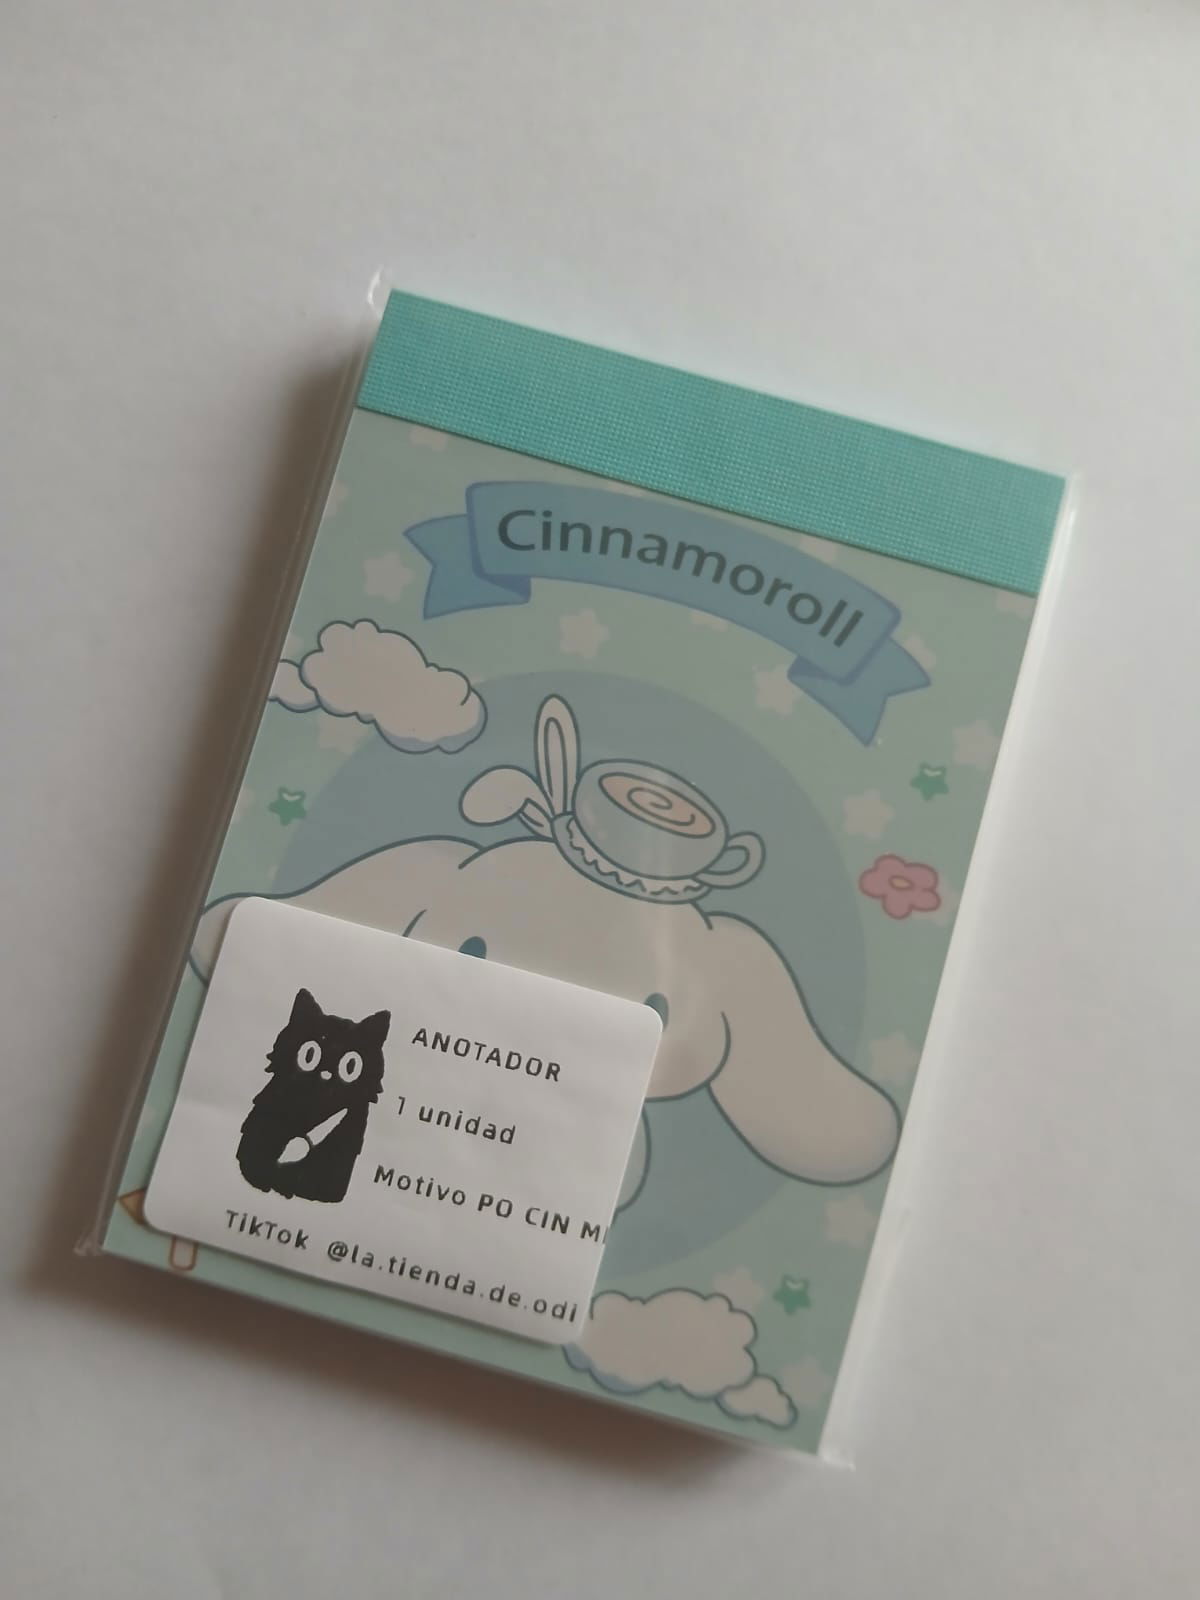 Cinnamoroll
ANOTADOR
1 unidad
Motivo PO CIN
TikTok @la.tienda.de.odi